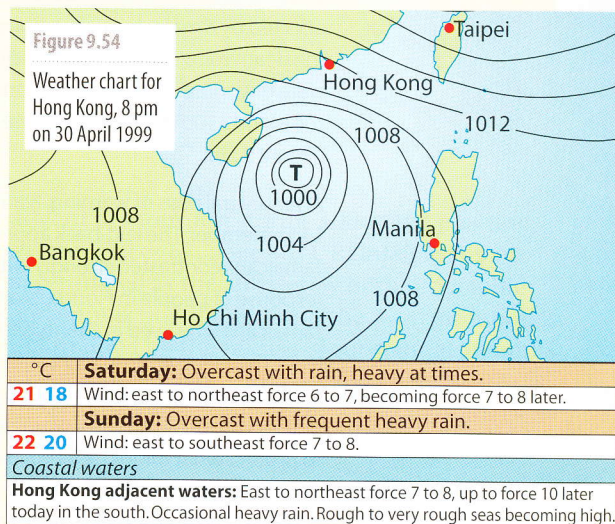 Figure 9.54
Weather chart for
Hong Kong, 8 pm
on 30 April 1999
Taipei
Hong Kong
1008
1012
T
1000
1008
Manila
1004
Bangkok
1008
Ho Chi Minh City
°C Saturday: Overcast with rain, heavy at times.
21 18 Wind: east to northeast force 6 to 7, becoming force 7 to 8 later.
Sunday: Overcast with frequent heavy rain.
22 20 Wind: east to southeast force 7 to 8.
Coastal waters
Hong Kong adjacent waters: East to northeast force 7 to 8, up to force 10 later
today in the south. Occasional heavy rain. Rough to very rough seas becoming high.